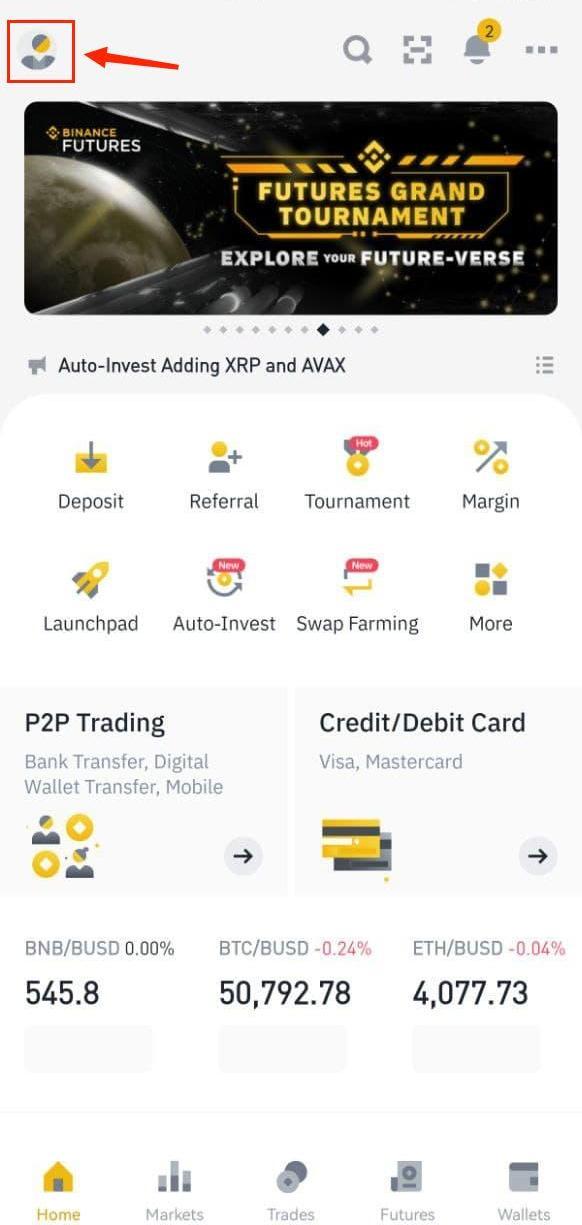 2
BINANCE
FUTURES
FUTURES GRAND
TOURNAMENT
EXPLORE YOUR FUTURE-VERSE
Auto-Invest Adding XRP and AVAX
Hot
Deposit Referral Tournament Margin
New New
Launchpad Auto-Invest Swap Farming More
P2P Trading
Bank Transfer, Digital
Wallet Transfer, Mobile
Credit/Debit Card
Visa, Mastercard
BNB/BUSD 0.00% BTC/BUSD -0.24% ETH/BUSD -0.04%
545.8 50,792.78 4,077.73
Home Markets Trades Futures Wallets